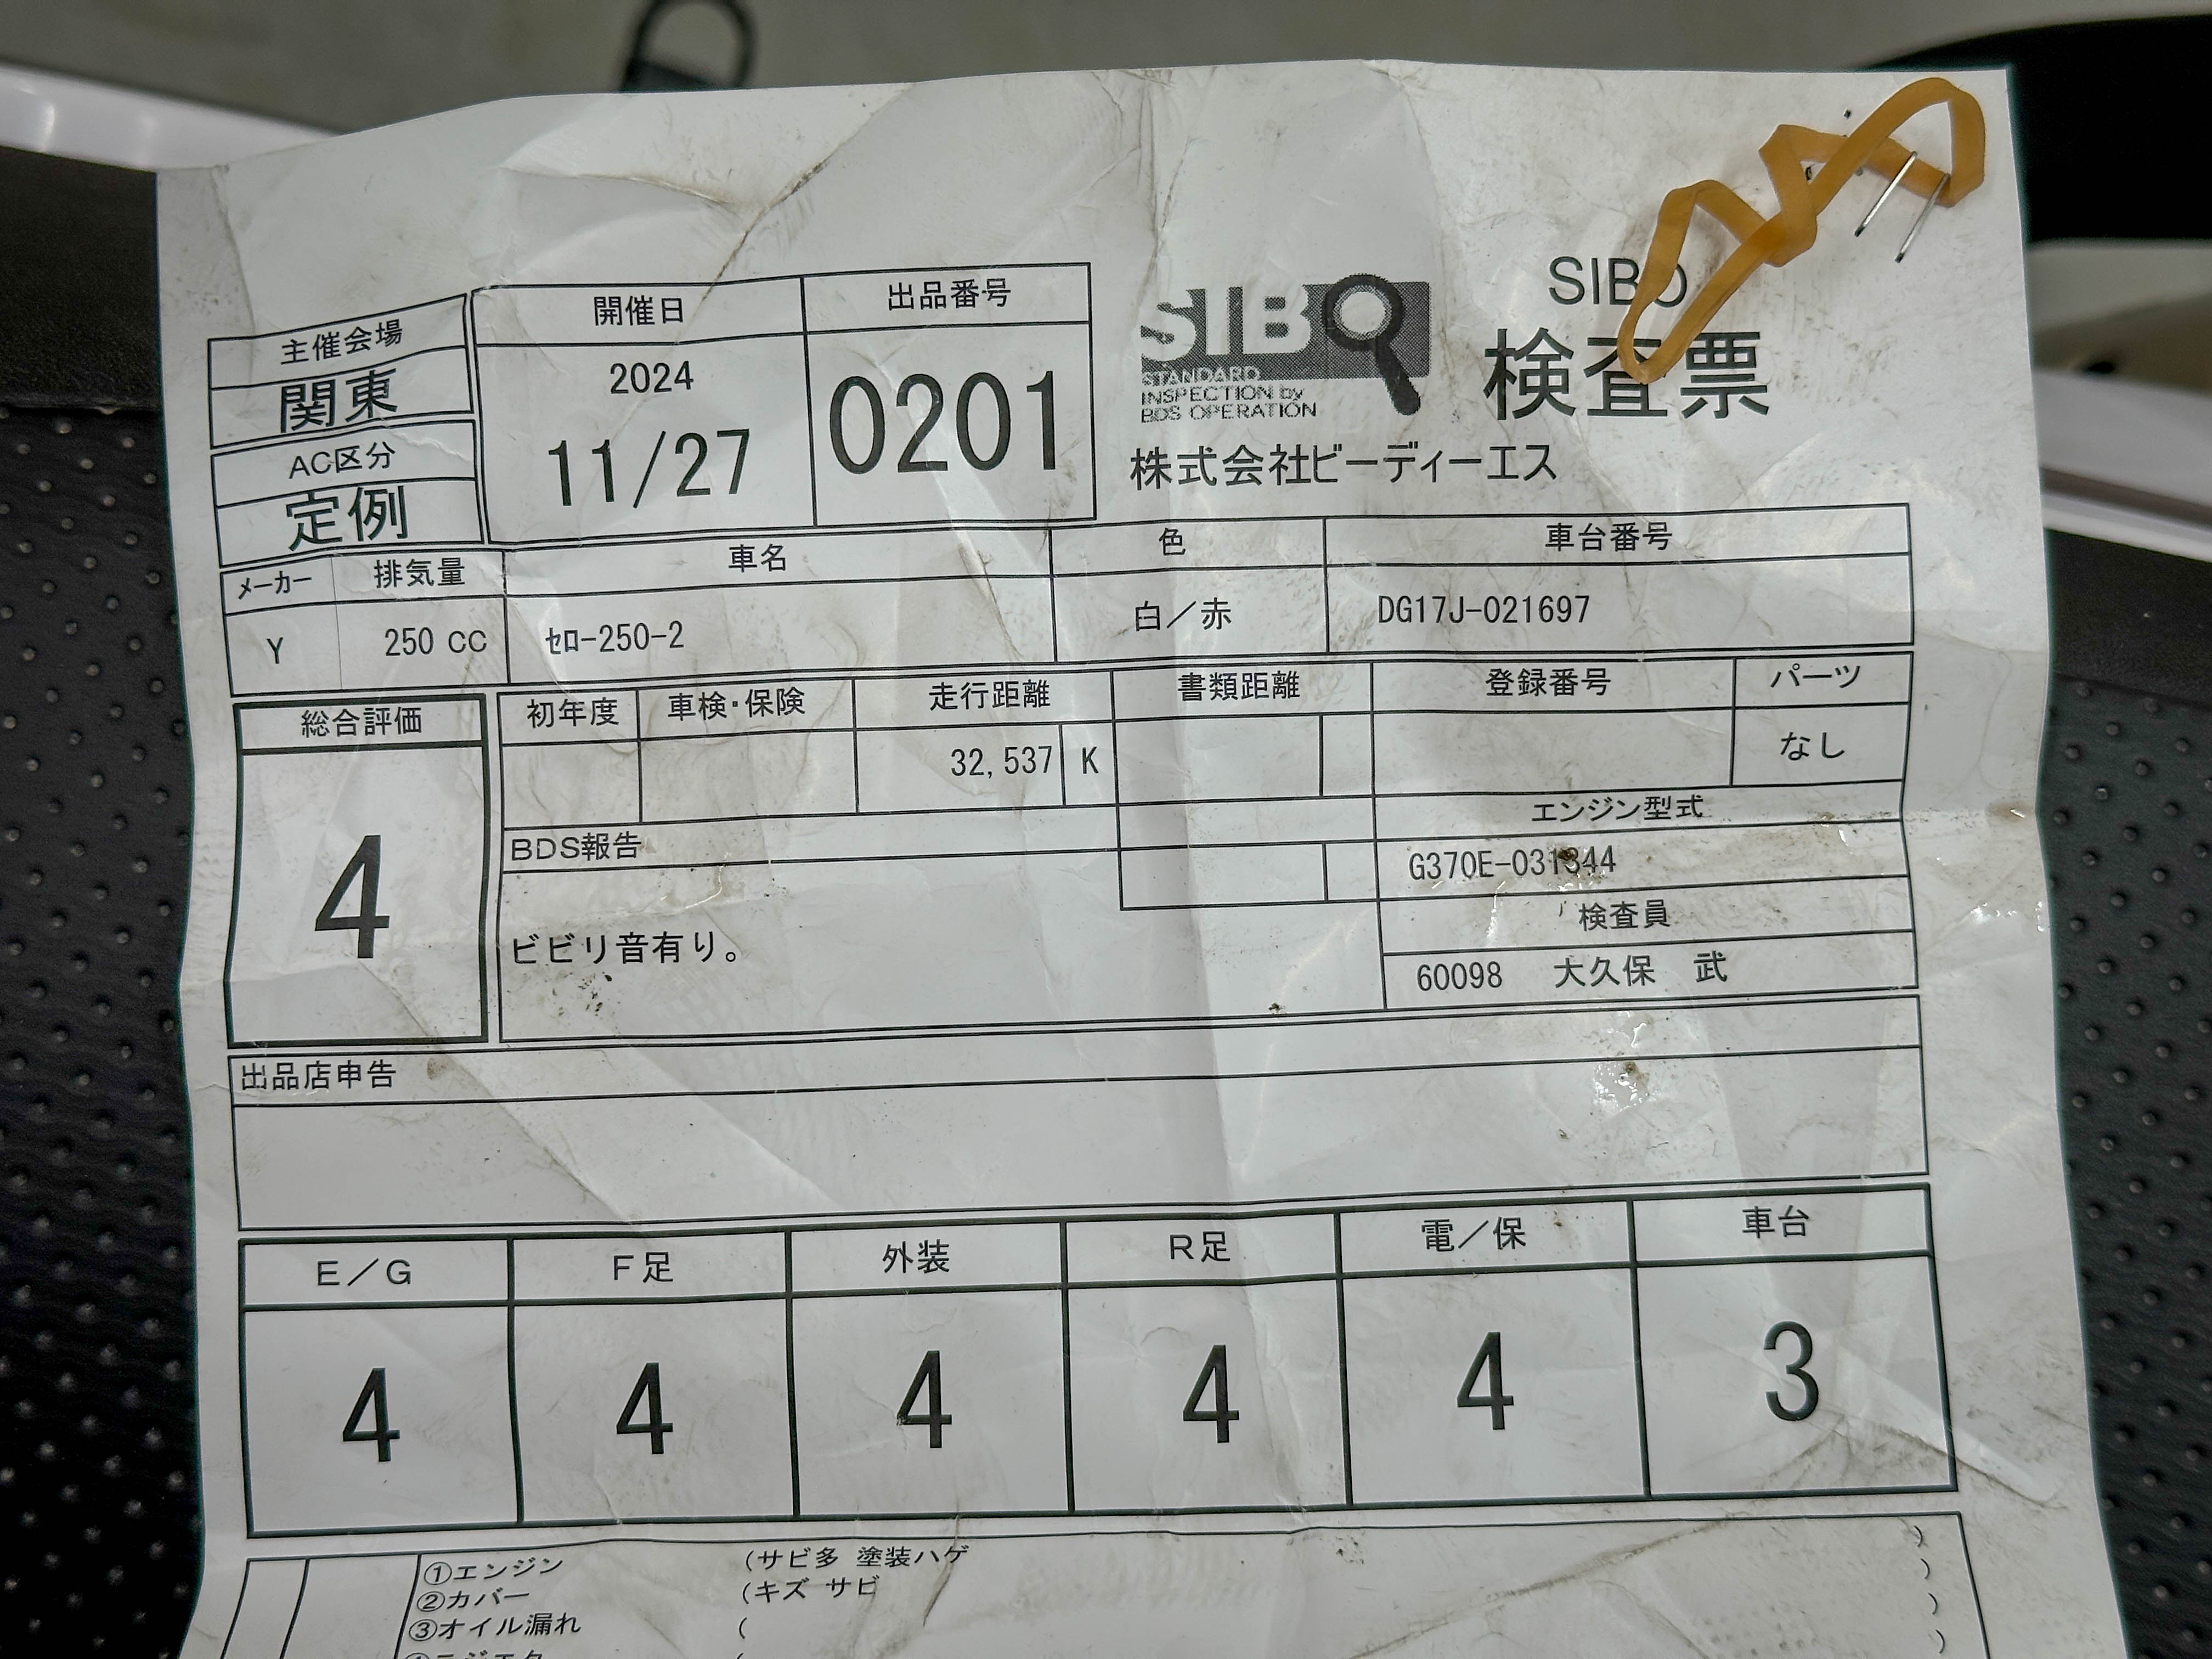 主催会場
関東
AC区分
定例
開催日
2024
11/27
出品番号
0201
SIBO
STANDARD
INSPECTION by
BDS OPERATION
SIBO
検査票
株式会社ビーディーエス
メーカー 排気量 車名 色 車台番号
Y 250 CC ｾﾛｰ250-2 白／赤 DG17J-021697
総合評価
4
初年度 車検・保険 走行距離 書類距離 登録番号 パーツ
32,537 K なし
エンジン型式
G370E-031344
BDS報告
ビビリ音有り。
検査員
60098 大久保 武
出品店申告
E／G F足 外装 R足 電／保 車台
4 4 4 4 4 3
①エンジン (サビ多 塗装ハゲ )
②カバー (キズ サビ )
③オイル漏れ ( )